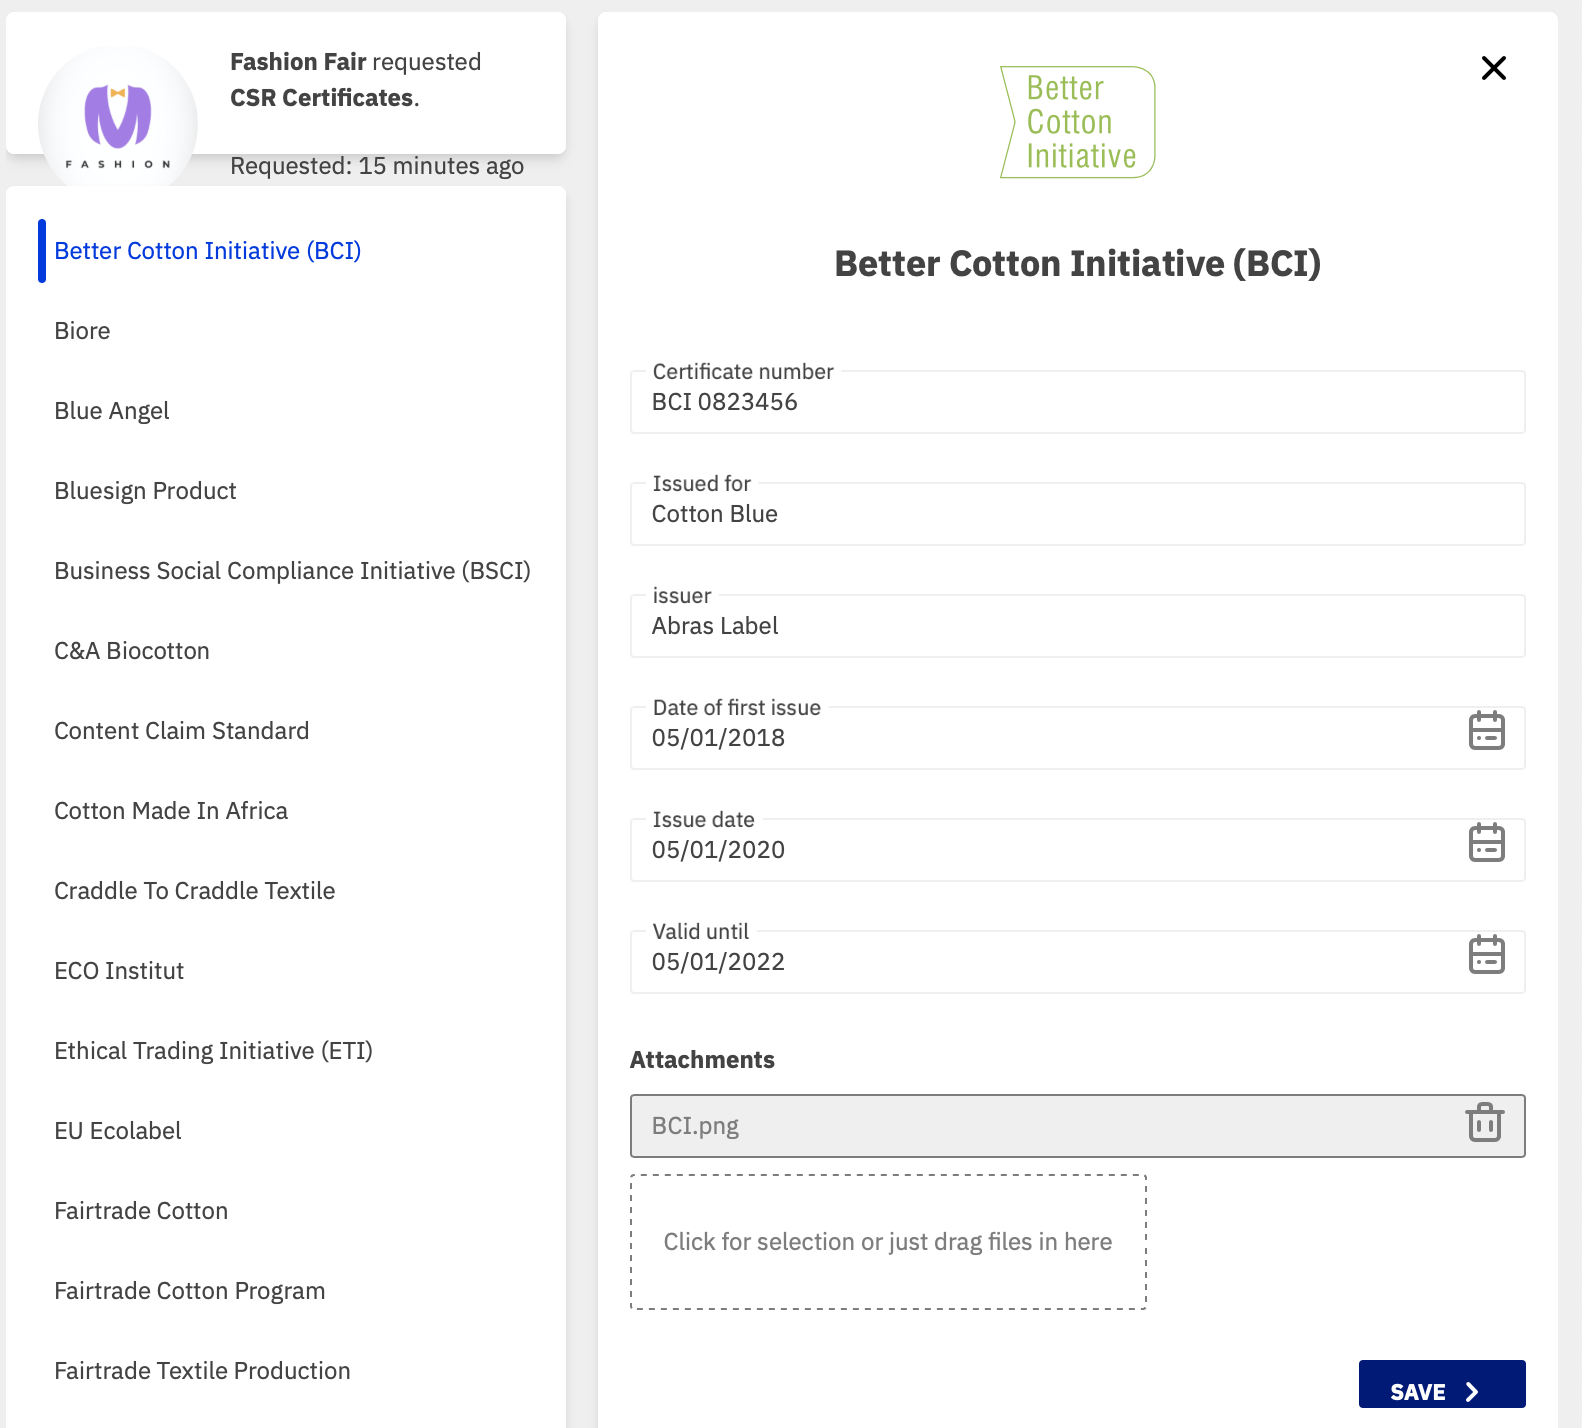 Fashion Fair requested
CSR Certificates.
FASHION
Requested: 15 minutes ago
Better Cotton Initiative (BCI)
Biore
Blue Angel
Bluesign Product
Business Social Compliance Initiative (BSCI)
C&A Biocotton
Content Claim Standard
Cotton Made In Africa
Craddle To Craddle Textile
ECO Institut
Ethical Trading Initiative (ETI)
EU Ecolabel
Fairtrade Cotton
Fairtrade Cotton Program
Fairtrade Textile Production
Better
Cotton
Initiative
Better Cotton Initiative (BCI)
Certificate number
BCI 0823456
Issued for
Cotton Blue
issuer
Abras Label
Date of first issue
05/01/2018
Issue date
05/01/2020
Valid until
05/01/2022
Attachments
BCI.png
Click for selection or just drag files in here
SAVE